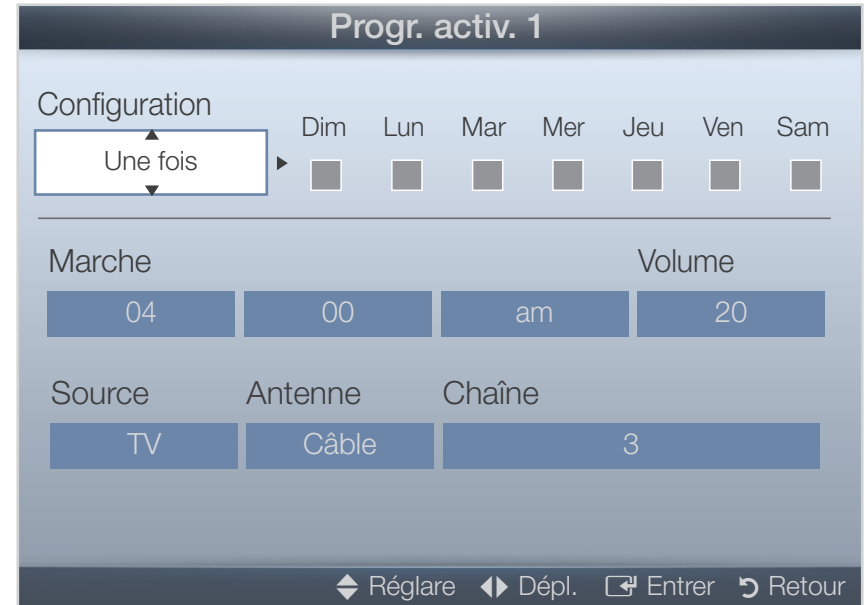 Progr. activ. 1
Configuration
Dim Lun Mar Mer Jeu Ven Sam
Une fois
Marche Volume
04 00 am 20
Source Antenne Chaîne
TV Câble 3
Réglare Dépl. Entrer Retour